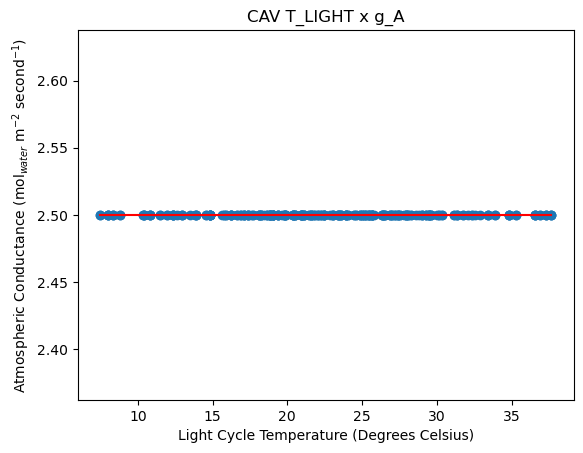 CAV T_LIGHT x g_A
Atmospheric Conductance (mol_water m⁻² second⁻¹)
2.60
2.55
2.50
2.45
2.40
10 15 20 25 30 35
Light Cycle Temperature (Degrees Celsius)